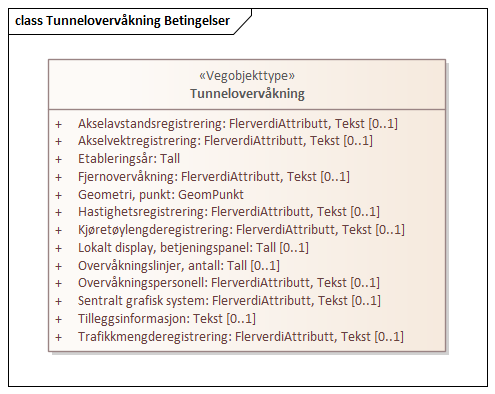 class Tunnelovervåkning Betingelser
«Vegobjekttype»
Tunnelovervåkning
+ Akselavstandsregistrering: FlerverdiAttributt, Tekst [0..1]
+ Akselvektregistrering: FlerverdiAttributt, Tekst [0..1]
+ Etableringsår: Tall
+ Fjernovervåkning: FlerverdiAttributt, Tekst [0..1]
+ Geometri, punkt: GeomPunkt
+ Hastighetsregistrering: FlerverdiAttributt, Tekst [0..1]
+ Kjøretøylengderegistrering: FlerverdiAttributt, Tekst [0..1]
+ Lokalt display, betjeningspanel: Tall [0..1]
+ Overvåkningslinjer, antall: Tall [0..1]
+ Overvåkningspersonell: FlerverdiAttributt, Tekst [0..1]
+ Sentralt grafisk system: FlerverdiAttributt, Tekst [0..1]
+ Tilleggsinformasjon: Tekst [0..1]
+ Trafikkmengderegistrering: FlerverdiAttributt, Tekst [0..1]